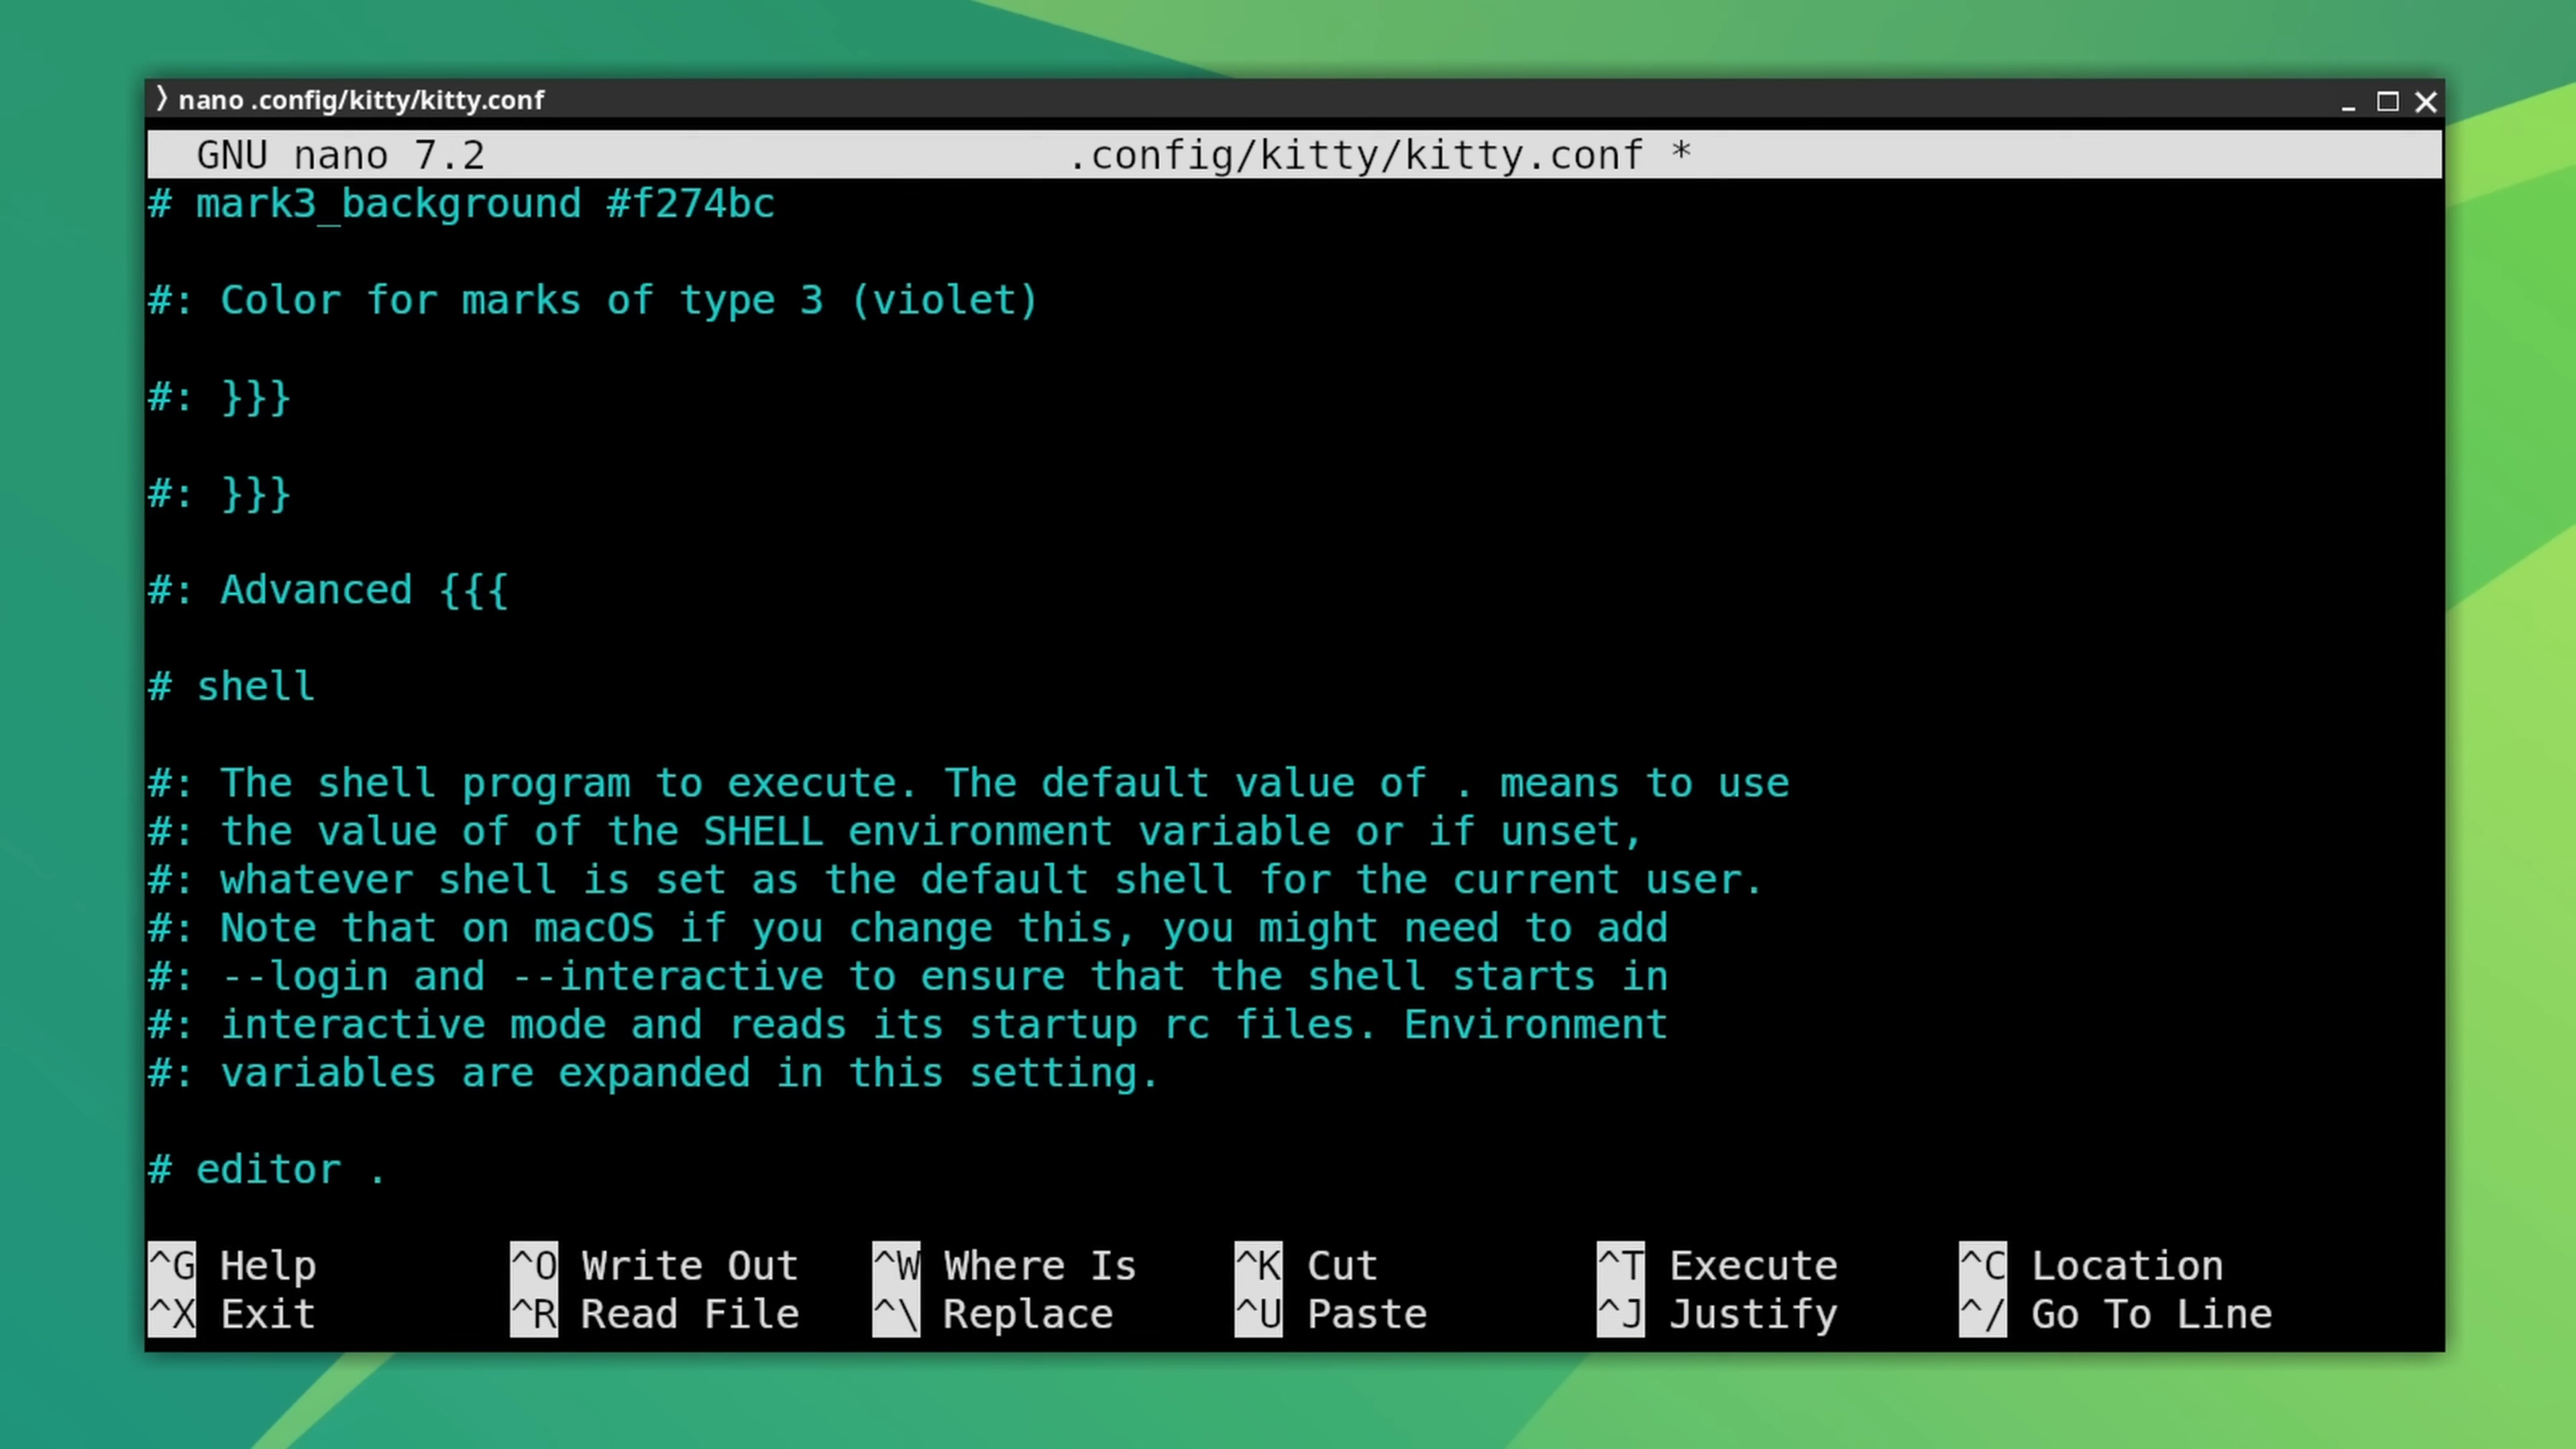 ❭ nano .config/kitty/kitty.conf
GNU nano 7.2 .config/kitty/kitty.conf *
# mark3_background #f274bc
#: Color for marks of type 3 (violet)
#: }}}
#: }}}
#: Advanced {{{
# shell
#: The shell program to execute. The default value of . means to use
#: the value of of the SHELL environment variable or if unset,
#: whatever shell is set as the default shell for the current user.
#: Note that on macOS if you change this, you might need to add
#: --login and --interactive to ensure that the shell starts in
#: interactive mode and reads its startup rc files. Environment
#: variables are expanded in this setting.
# editor .
^G Help ^O Write Out ^W Where Is ^K Cut ^T Execute ^C Location
^X Exit ^R Read File ^\ Replace ^U Paste ^J Justify ^/ Go To Line